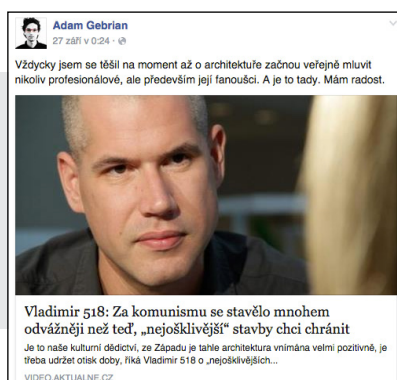 Adam Gebrian
27 září v 0:24 ·
Vždycky jsem se těšil na moment až o architektuře začnou veřejně mluvit
nikoliv profesionálové, ale především její fanoušci. A je to tady. Mám radost.
Vladimir 518: Za komunismu se stavělo mnohem
odvážněji než teď, „nejošklivější“ stavby chci chránit
Je to naše kulturní dědictví, ze Západu je tahle architektura vnímána velmi pozitivně, je
třeba udržet otisk doby, říká Vladimir 518 o „nejošklivějších...
VIDEO.AKTUALNE.CZ